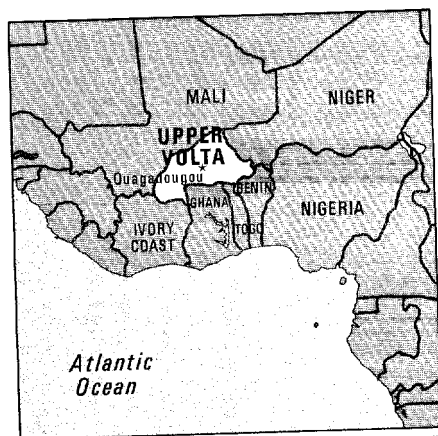 MALI
NIGER
UPPER
VOLTA
Ouagadougou
BENIN
GHANA
NIGERIA
IVORY
COAST
TOGO
Atlantic
Ocean